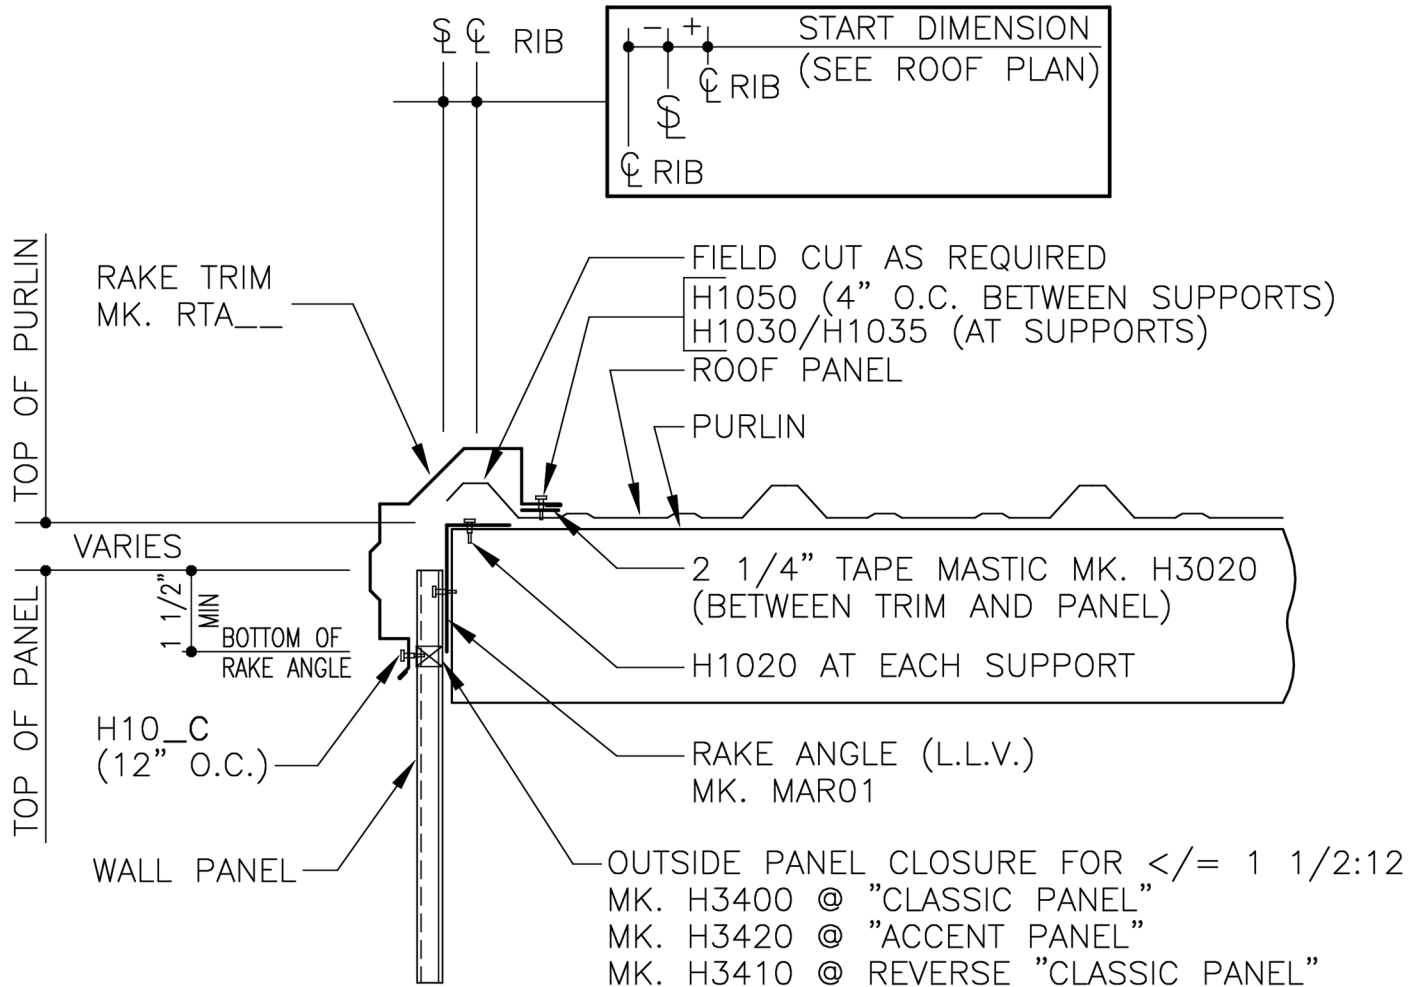 START DIMENSION
(SEE ROOF PLAN)
- +
℄ RIB
SL
℄ RIB
SL ℄ RIB
FIELD CUT AS REQUIRED
H1050 (4" O.C. BETWEEN SUPPORTS)
H1030/H1035 (AT SUPPORTS)
ROOF PANEL
PURLIN
RAKE TRIM
MK. RTA__
TOP OF PURLIN
VARIES
1 1/2"
MIN
BOTTOM OF
RAKE ANGLE
TOP OF PANEL
2 1/4" TAPE MASTIC MK. H3020
(BETWEEN TRIM AND PANEL)
H1020 AT EACH SUPPORT
H10_C
(12" O.C.)
RAKE ANGLE (L.L.V.)
MK. MAR01
WALL PANEL
OUTSIDE PANEL CLOSURE FOR </= 1 1/2:12
MK. H3400 @ "CLASSIC PANEL"
MK. H3420 @ "ACCENT PANEL"
MK. H3410 @ REVERSE "CLASSIC PANEL"